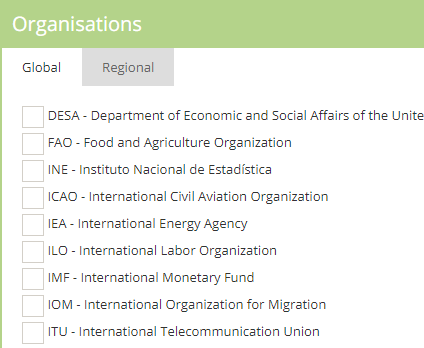 Organisations
Global Regional
DESA - Department of Economic and Social Affairs of the Unite
FAO - Food and Agriculture Organization
INE - Instituto Nacional de Estadística
ICAO - International Civil Aviation Organization
IEA - International Energy Agency
ILO - International Labor Organization
IMF - International Monetary Fund
IOM - International Organization for Migration
ITU - International Telecommunication Union